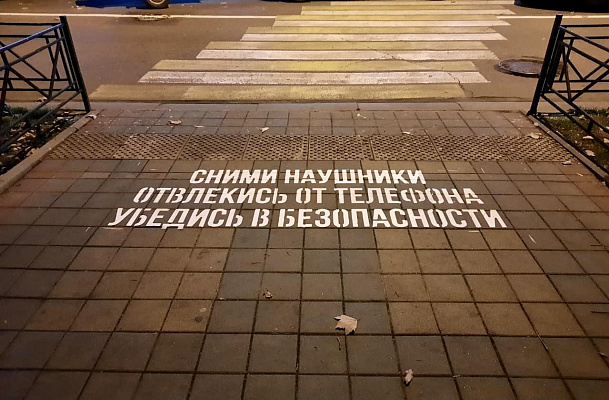 СНИМИ НАУШНИКИ
ОТВЛЕКИСЬ ОТ ТЕЛЕФОНА
УБЕДИСЬ В БЕЗОПАСНОСТИ